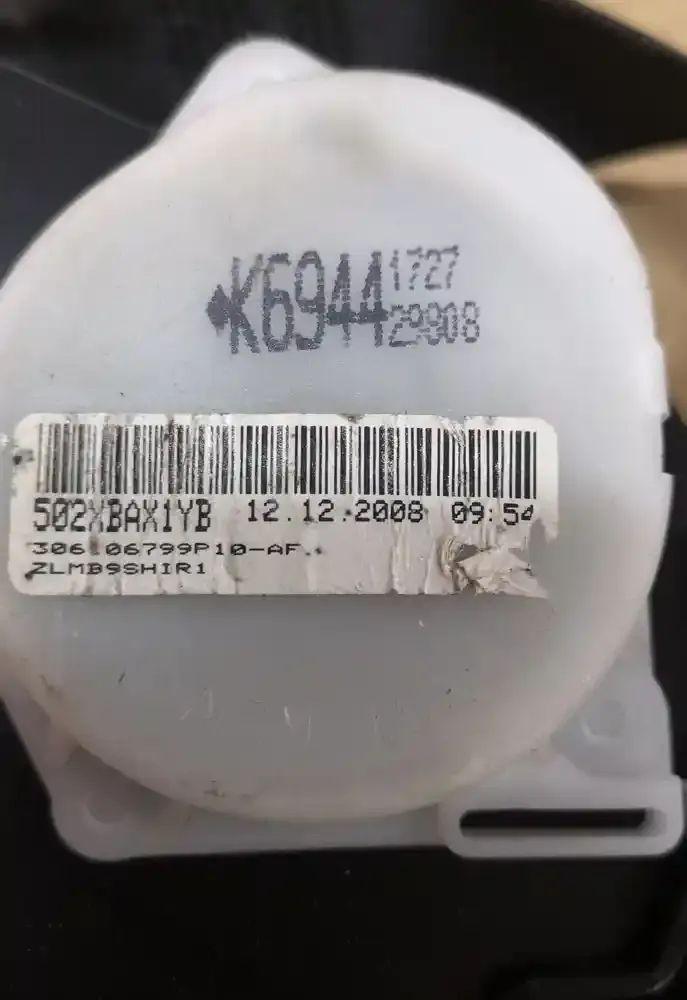 K6944
1727
29808
502XBAX1YB 12.12.2008 09:54
306106799P10-AF.
ZLMB9SHIR1